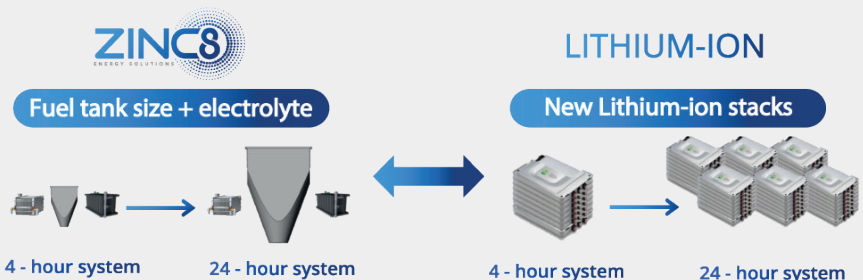 ZINC8
ENERGY SOLUTIONS
Fuel tank size + electrolyte
4 - hour system
24 - hour system
LITHIUM-ION
New Lithium-ion stacks
4 - hour system
24 - hour system